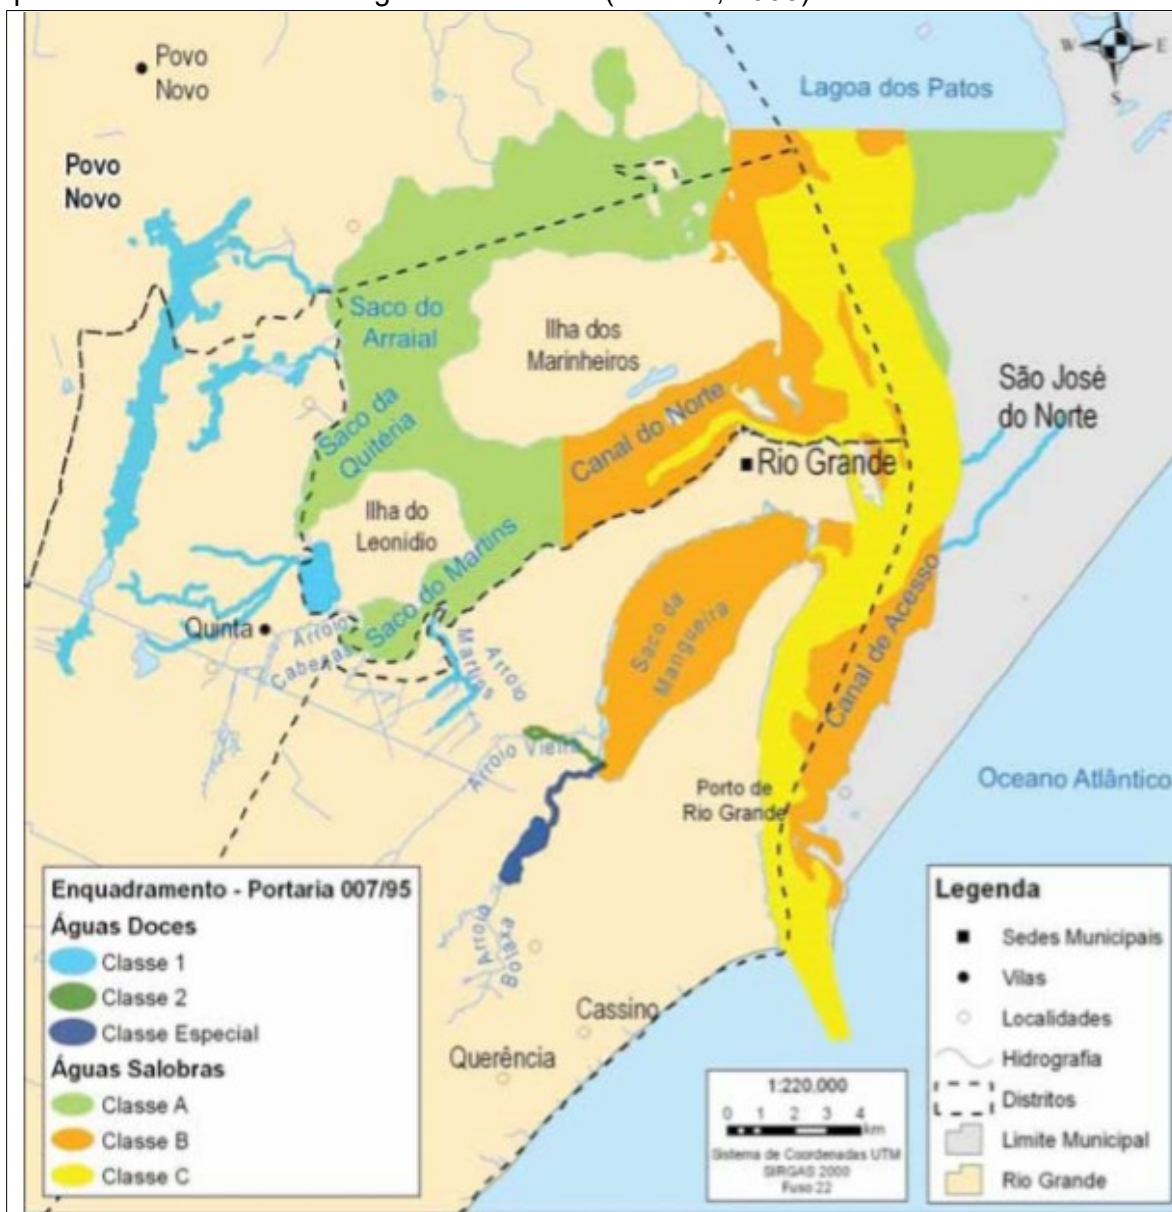 Povo
Novo
Povo
Novo
Lagoa dos Patos
W
E
S
Saco do
Arraial
Ilha dos
Marinheiros
São José
do Norte
Saco da
Quitéria
Canal do Norte
Rio Grande
Ilha do
Leonídio
Saco do Martins
Quinta
Arroio
Cabeças
Arroio
Martins
Saco da
Mangueira
Canal de Acesso
Arroio Vieira
Oceano Atlântico
Porto de
Rio Grande
Arroio
Bolaxa
Cassino
Querência
Enquadramento - Portaria 007/95
Águas Doces
Classe 1
Classe 2
Classe Especial
Águas Salobras
Classe A
Classe B
Classe C
1:220.000
0 1 2 3 4
km
Sistema de Coordenadas UTM
SIRGAS 2000
Fuso 22
Legenda
Sedes Municipais
Vilas
Localidades
Hidrografia
Distritos
Limite Municipal
Rio Grande